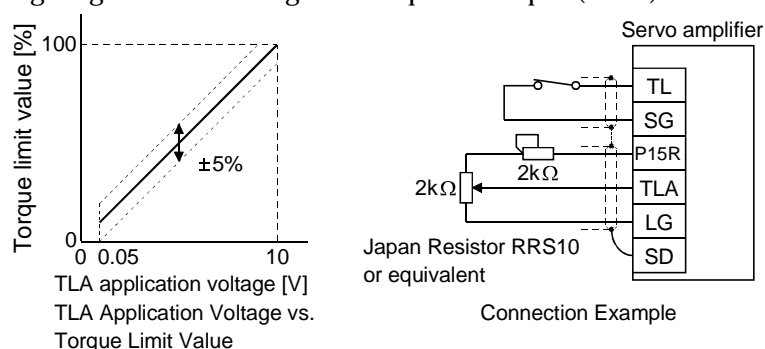 Torque limit value [%]
100
±5%
0
0.05
10
TLA application voltage [V]
TLA Application Voltage vs.
Torque Limit Value
Servo amplifier
TL
SG
P15R
2kΩ
2kΩ
TLA
LG
SD
Japan Resistor RRS10
or equivalent
Connection Example